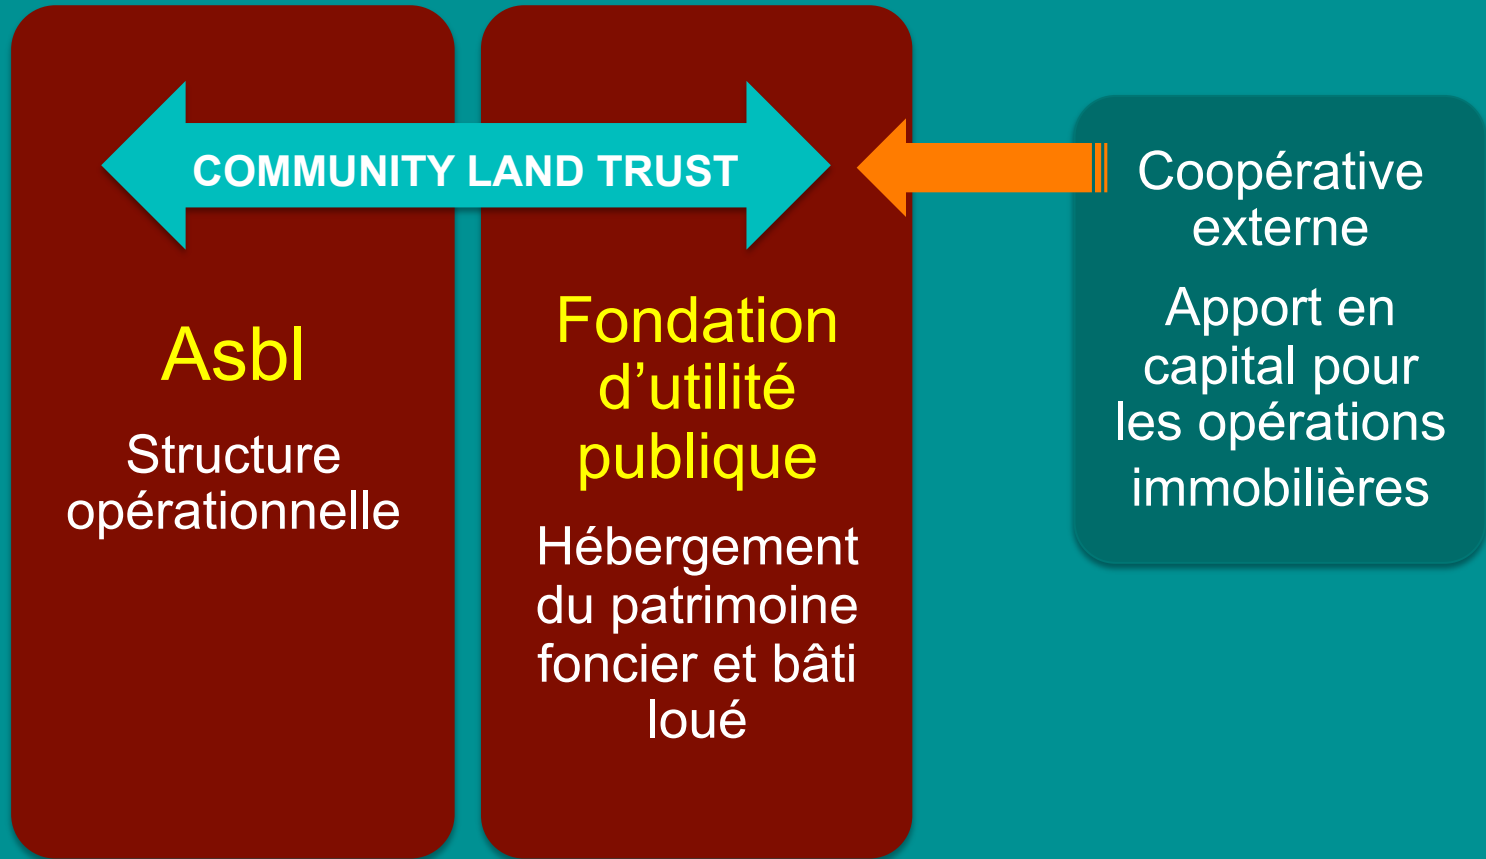 COMMUNITY LAND TRUST
Asbl
Structure
opérationnelle
Fondation
d’utilité
publique
Hébergement
du patrimoine
foncier et bâti
loué
Coopérative
externe
Apport en
capital pour
les opérations
immobilières